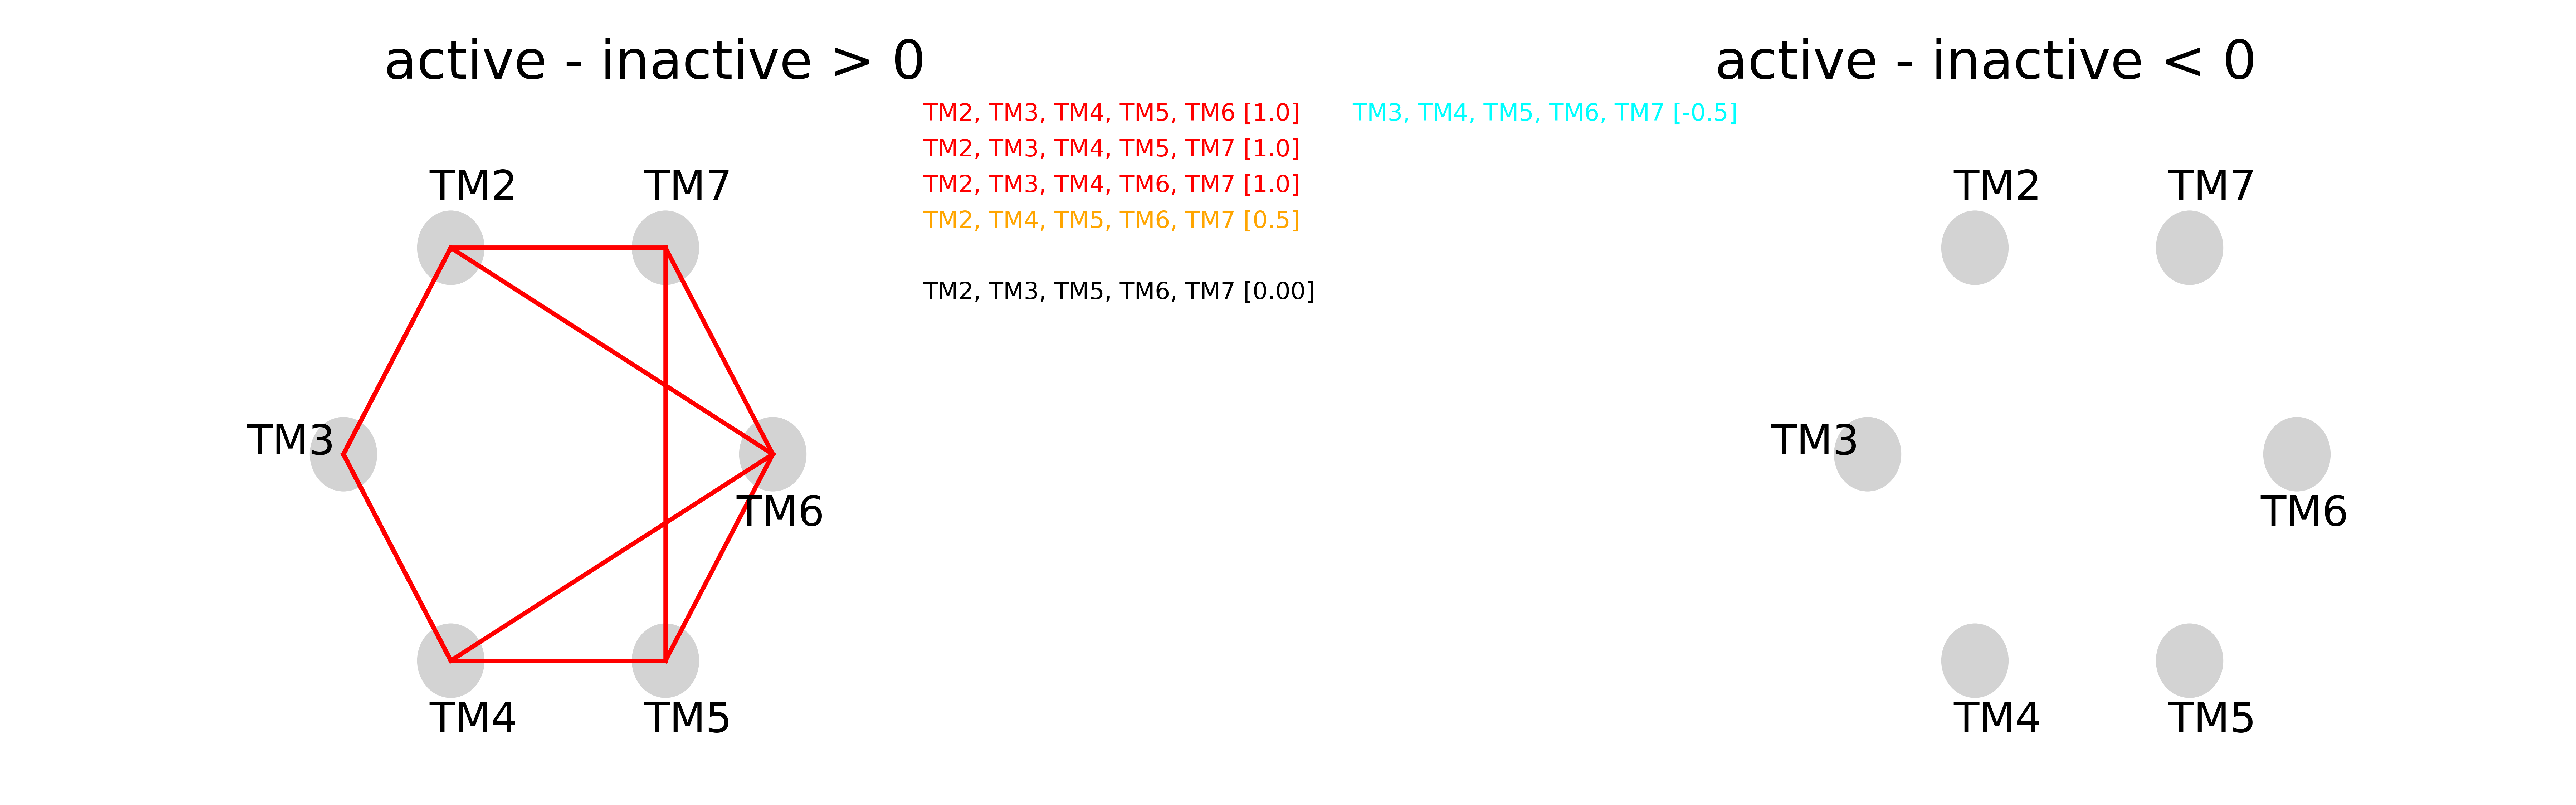 active - inactive > 0
active - inactive < 0
TM2, TM3, TM4, TM5, TM6 [1.0]
TM2, TM3, TM4, TM5, TM7 [1.0]
TM2, TM3, TM4, TM6, TM7 [1.0]
TM2, TM4, TM5, TM6, TM7 [0.5]
TM2, TM3, TM5, TM6, TM7 [0.00]
TM3, TM4, TM5, TM6, TM7 [-0.5]
TM2
TM7
TM3
TM6
TM4
TM5
TM2
TM7
TM3
TM6
TM4
TM5